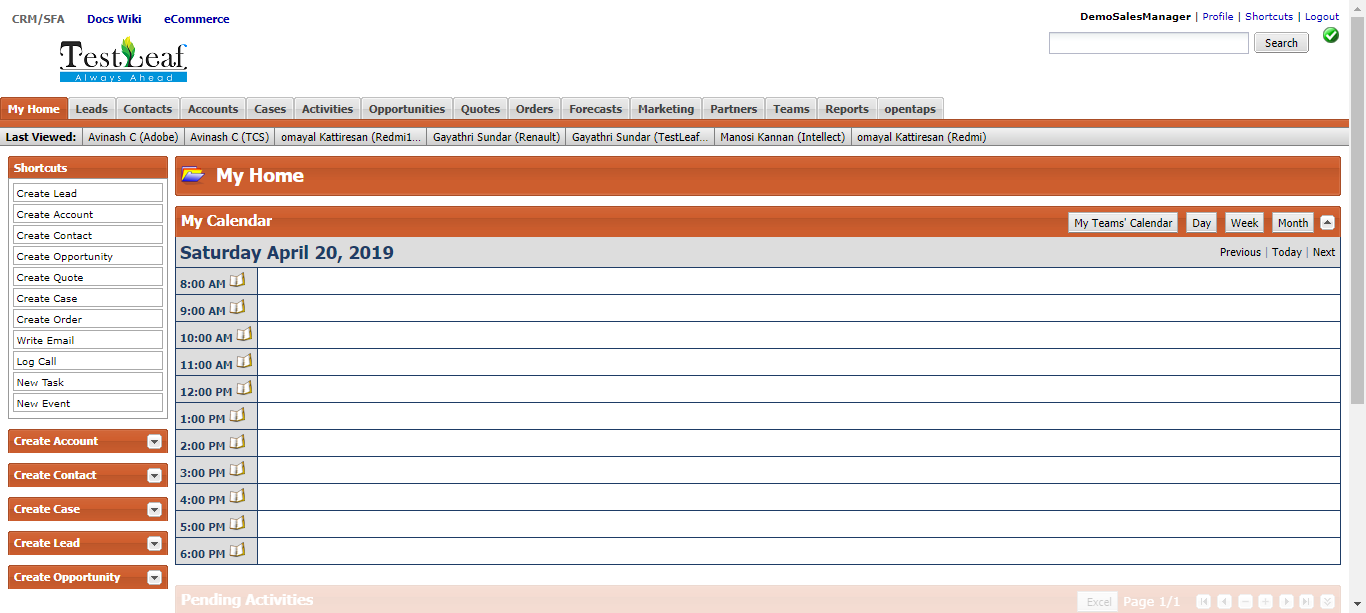 CRM/SFA Docs Wiki eCommerce
DemoSalesManager | Profile | Shortcuts | Logout
TestLeaf
Always Ahead
Search
My Home Leads Contacts Accounts Cases Activities Opportunities Quotes Orders Forecasts Marketing Partners Teams Reports opentaps
Last Viewed: Avinash C (Adobe) Avinash C (TCS) omayal Kattiresan (Redmi1... Gayathri Sundar (Renault) Gayathri Sundar (TestLeaf... Manosi Kannan (Intellect) omayal Kattiresan (Redmi)
Shortcuts
Create Lead
Create Account
Create Contact
Create Opportunity
Create Quote
Create Case
Create Order
Write Email
Log Call
New Task
New Event
Create Account
Create Contact
Create Case
Create Lead
Create Opportunity
My Home
My Calendar My Teams' Calendar Day Week Month
Saturday April 20, 2019 Previous | Today | Next
8:00 AM
9:00 AM
10:00 AM
11:00 AM
12:00 PM
1:00 PM
2:00 PM
3:00 PM
4:00 PM
5:00 PM
6:00 PM
Pending Activities Excel Page 1/1